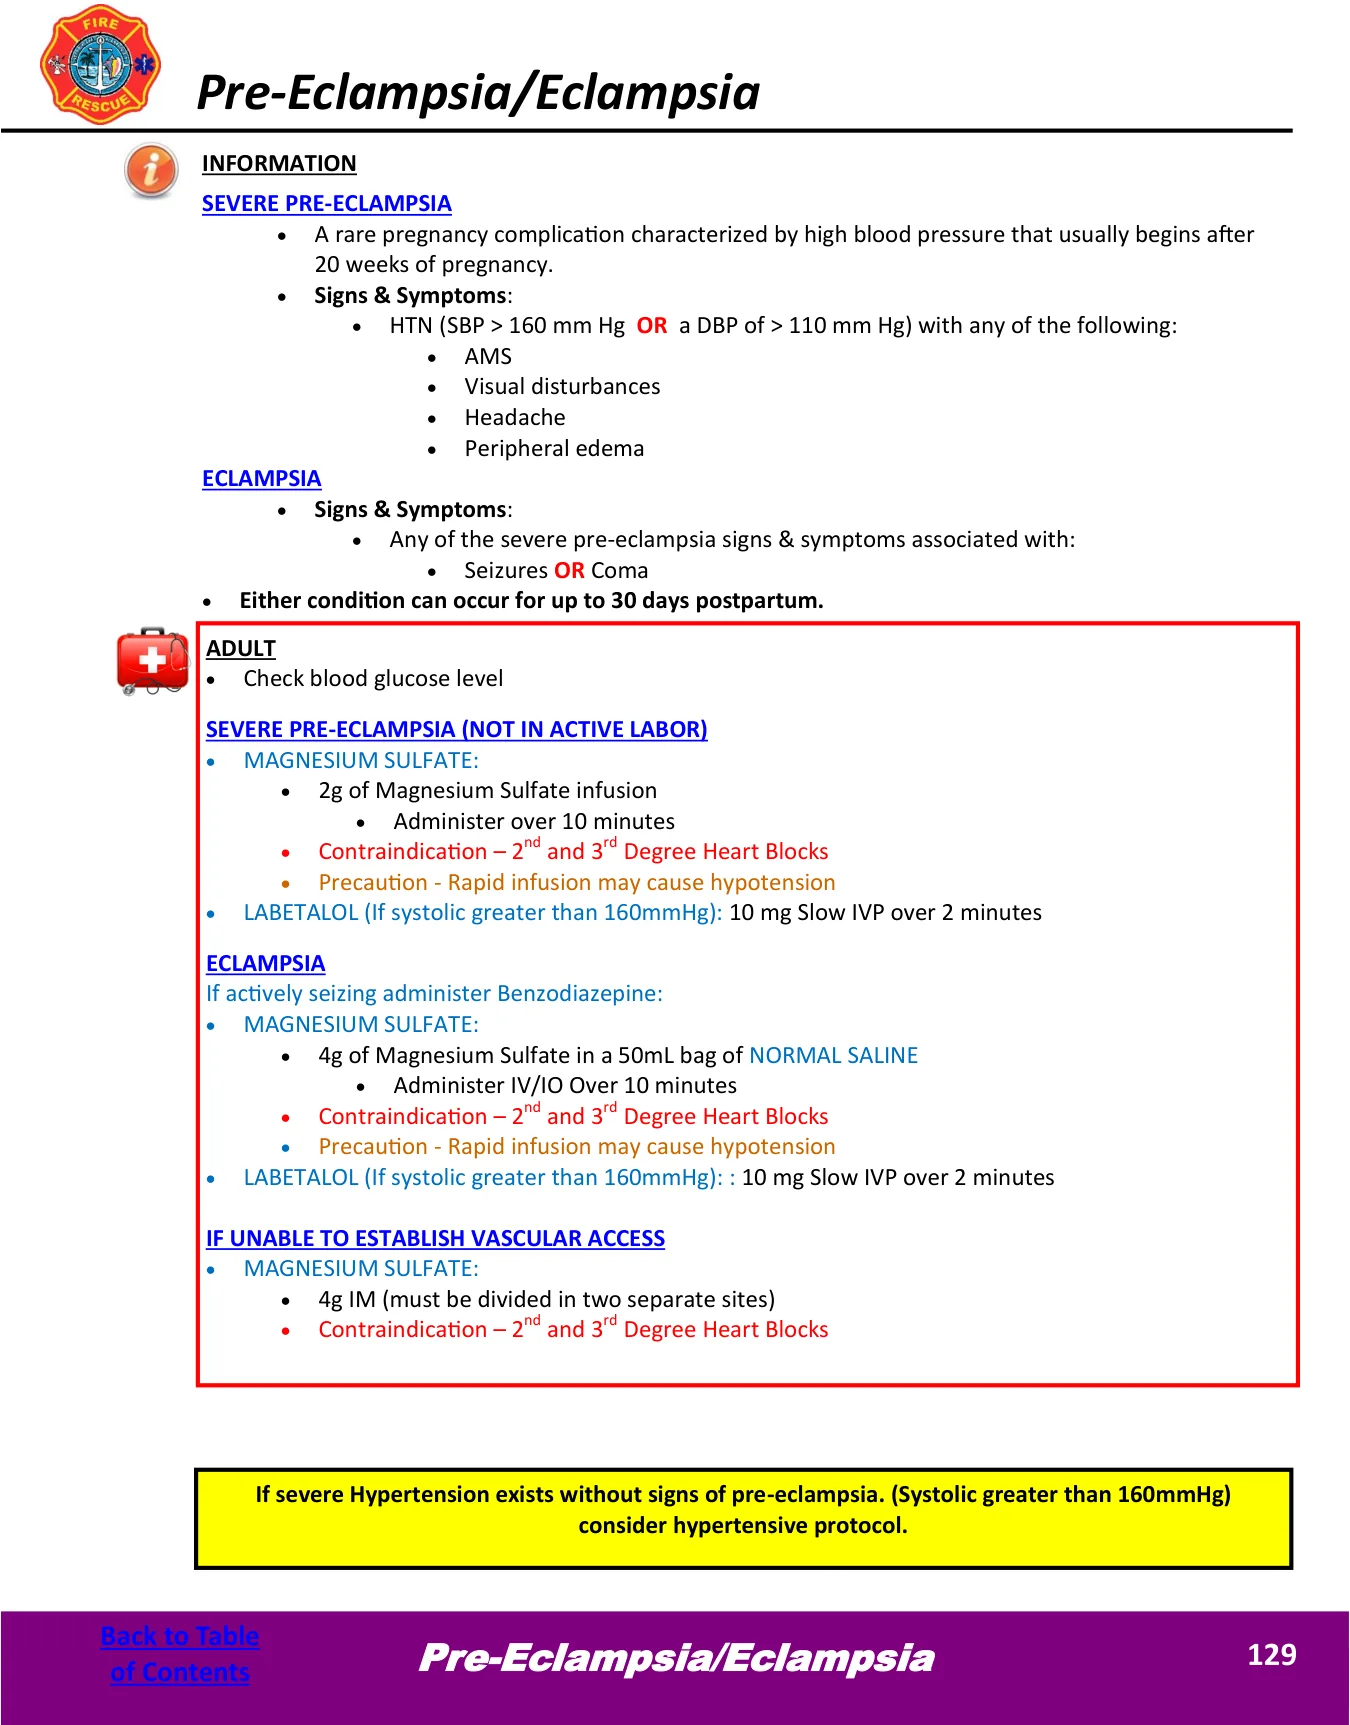 FIRE
RESCUE
Pre-Eclampsia/Eclampsia
INFORMATION
SEVERE PRE-ECLAMPSIA
• A rare pregnancy complication characterized by high blood pressure that usually begins after
20 weeks of pregnancy.
• Signs & Symptoms:
• HTN (SBP > 160 mm Hg OR a DBP of > 110 mm Hg) with any of the following:
• AMS
• Visual disturbances
• Headache
• Peripheral edema
ECLAMPSIA
• Signs & Symptoms:
• Any of the severe pre-eclampsia signs & symptoms associated with:
• Seizures OR Coma
• Either condition can occur for up to 30 days postpartum.
ADULT
• Check blood glucose level
SEVERE PRE-ECLAMPSIA (NOT IN ACTIVE LABOR)
• MAGNESIUM SULFATE:
• 2g of Magnesium Sulfate infusion
• Administer over 10 minutes
• Contraindication – 2nd and 3rd Degree Heart Blocks
• Precaution - Rapid infusion may cause hypotension
• LABETALOL (If systolic greater than 160mmHg): 10 mg Slow IVP over 2 minutes
ECLAMPSIA
If actively seizing administer Benzodiazepine:
• MAGNESIUM SULFATE:
• 4g of Magnesium Sulfate in a 50mL bag of NORMAL SALINE
• Administer IV/IO Over 10 minutes
• Contraindication – 2nd and 3rd Degree Heart Blocks
• Precaution - Rapid infusion may cause hypotension
• LABETALOL (If systolic greater than 160mmHg): : 10 mg Slow IVP over 2 minutes
IF UNABLE TO ESTABLISH VASCULAR ACCESS
• MAGNESIUM SULFATE:
• 4g IM (must be divided in two separate sites)
• Contraindication – 2nd and 3rd Degree Heart Blocks
If severe Hypertension exists without signs of pre-eclampsia. (Systolic greater than 160mmHg)
consider hypertensive protocol.
Back to Table
of Contents
Pre-Eclampsia/Eclampsia
129